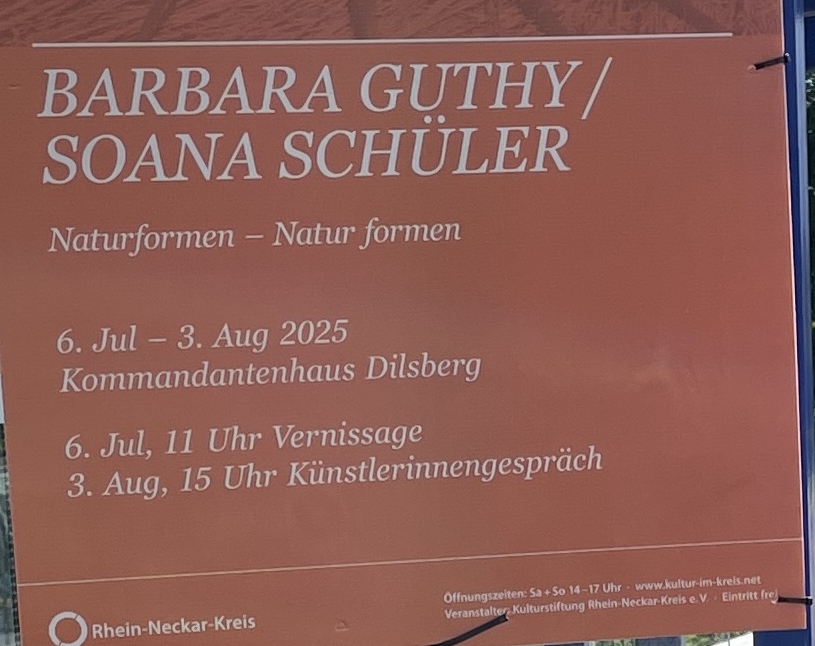 BARBARA GUTHY /
SOANA SCHÜLER
Naturformen – Natur formen
6. Jul – 3. Aug 2025
Kommandantenhaus Dilsberg
6. Jul, 11 Uhr Vernissage
3. Aug, 15 Uhr Künstlerinnengespräch
Öffnungszeiten: Sa + So 14–17 Uhr · www.kultur-im-kreis.net
Veranstalter: Kulturstiftung Rhein-Neckar-Kreis e. V. · Eintritt frei
Rhein-Neckar-Kreis